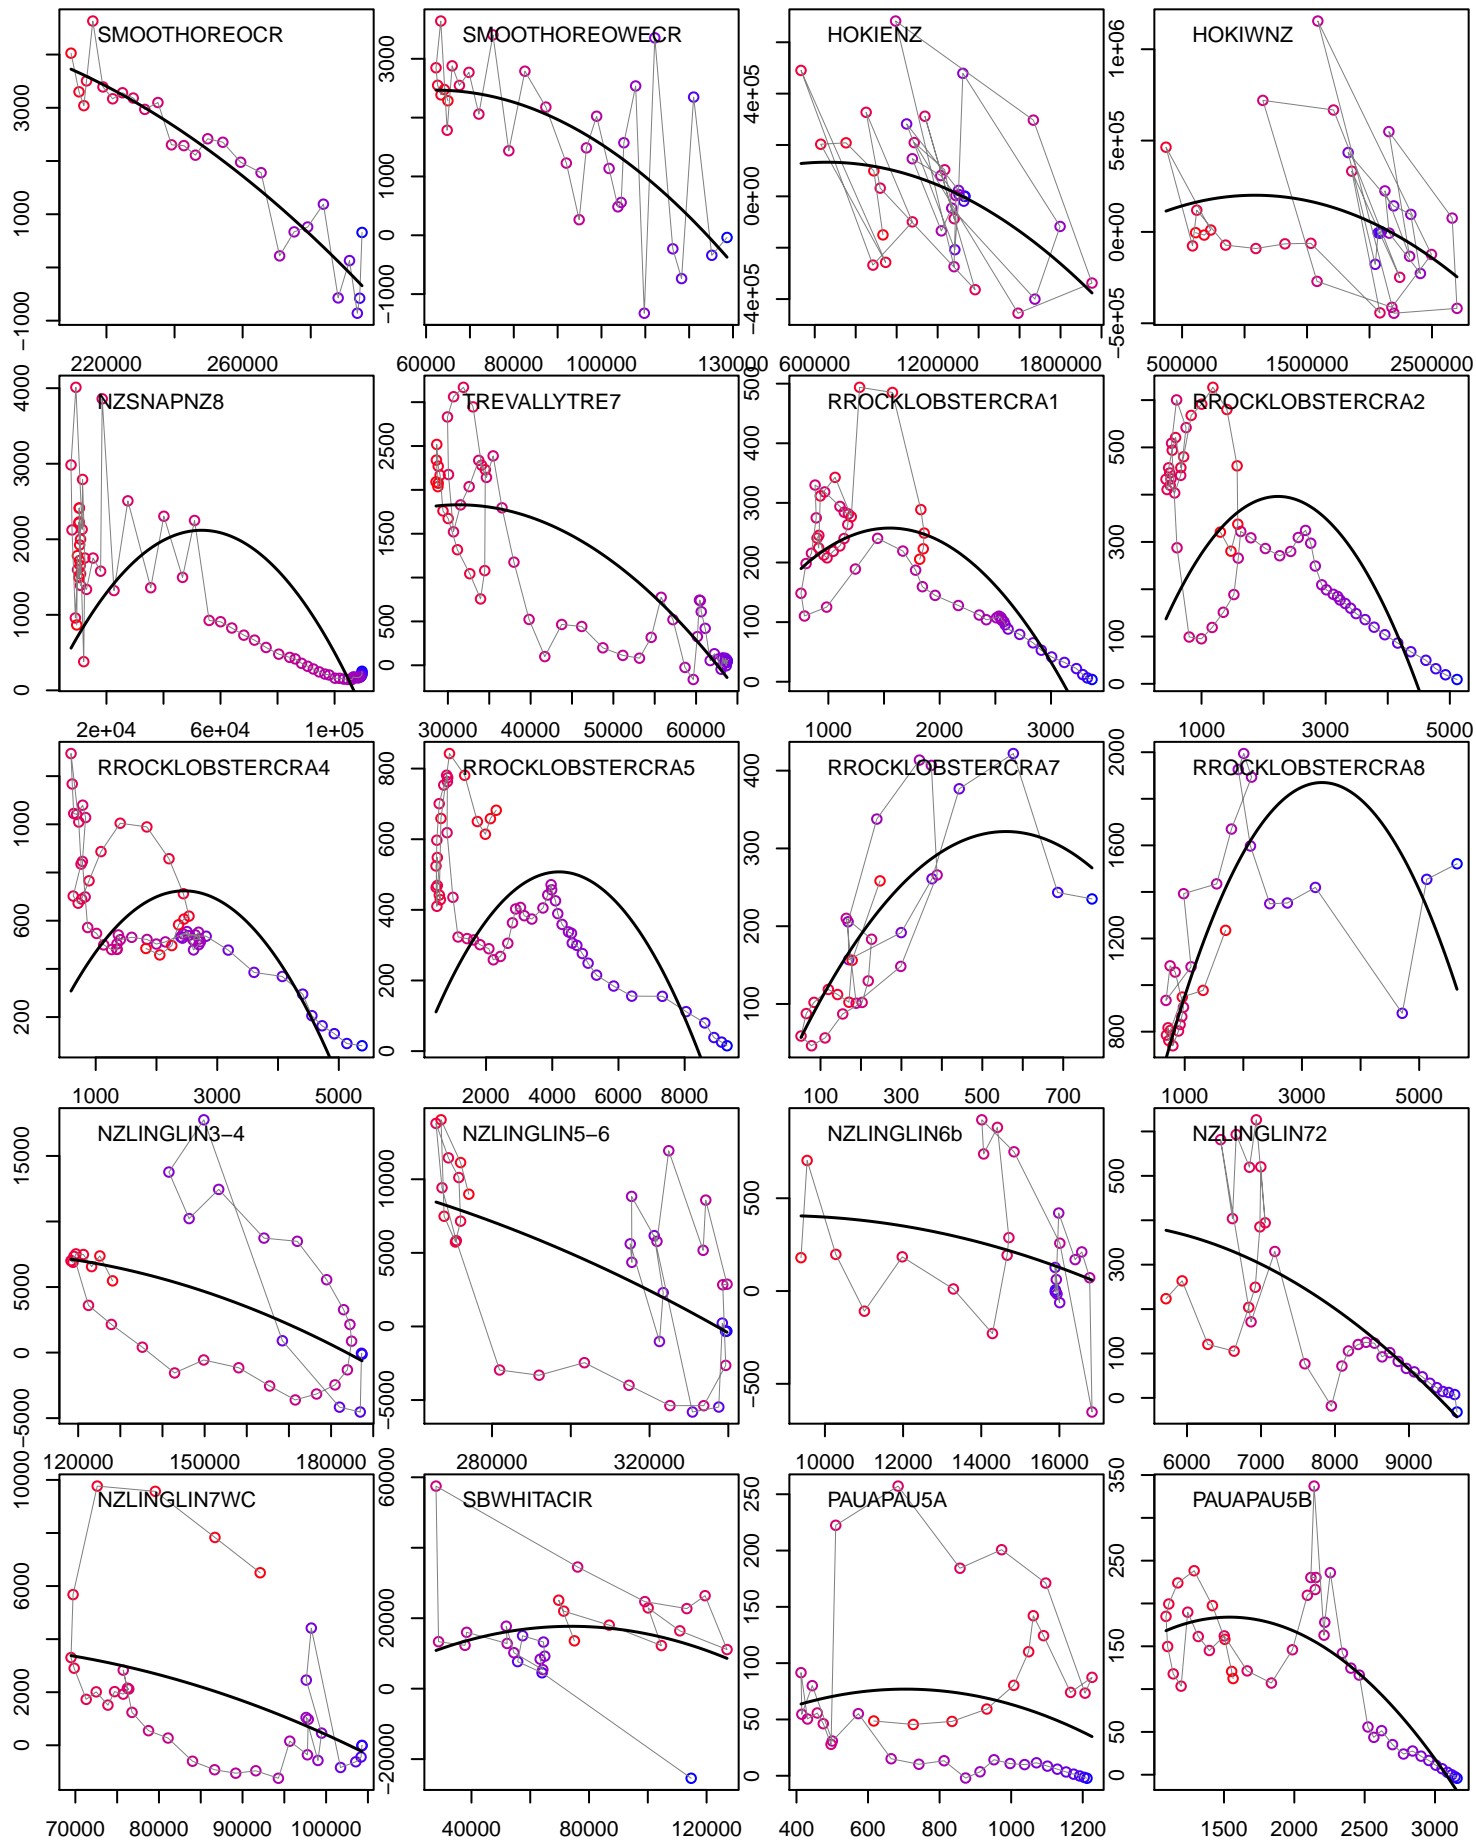 SMOOTHOREOCR SMOOTHOREOWECR HOKIENZ HOKIWNZ
−1000 1000 3000
−1000 0 1000 3000
−4e+05 0e+00 4e+05
−5e+05 0e+00 5e+05 1e+06
220000 260000 60000 80000 100000 130000 600000 1200000 1800000 500000 1500000 2500000
NZSNAPNZ8 TREVALLYTRE7 RROCKLOBSTERCRA1 RROCKLOBSTERCRA2
0 1000 2000 3000 4000
0 500 1500 2500
0 100 200 300 400 500
0 100 300 500
2e+04 6e+04 1e+05 30000 40000 50000 60000 1000 2000 3000 1000 3000 5000
RROCKLOBSTERCRA4 RROCKLOBSTERCRA5 RROCKLOBSTERCRA7 RROCKLOBSTERCRA8
200 600 1000
0 200 400 600 800
100 200 300 400
800 1200 1600 2000
1000 3000 5000 2000 4000 6000 8000 100 300 500 700 1000 3000 5000
NZLINGLIN3−4 NZLINGLIN5−6 NZLINGLIN6b NZLINGLIN72
−5000 0 5000 15000
−5000 0 5000 10000
−500 0 500
0 100 300 500
120000 150000 180000 280000 320000 10000 12000 14000 16000 6000 7000 8000 9000
NZLINGLIN7WC SBWHITACIR PAUAPAU5A PAUAPAU5B
0 2000 6000 10000
−20000 0 20000 60000
0 50 100 150 200 250
0 50 150 250 350
70000 80000 90000 100000 40000 80000 120000 400 600 800 1000 1200 1500 2000 2500 3000